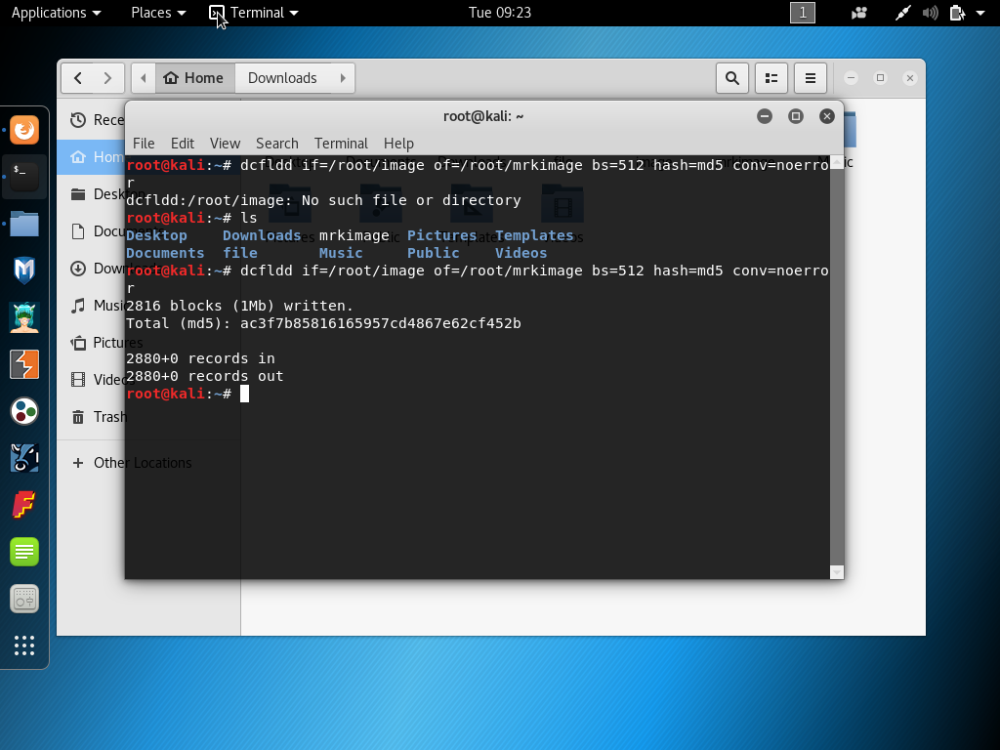 Applications Places Terminal Tue 09:23 1
Home Downloads
root@kali: ~
Rece
File Edit View Search Terminal Help
Hom
root@kali:~# dcfldd if=/root/image of=/root/mrkimage bs=512 hash=md5 conv=noerro
r
Desk
dcfldd:/root/image: No such file or directory
root@kali:~# ls
Docum
Desktop Downloads mrkimage Pictures Templates
Documents file Music Public Videos
Downloads
root@kali:~# dcfldd if=/root/image of=/root/mrkimage bs=512 hash=md5 conv=noerro
r
Music
2816 blocks (1Mb) written.
Total (md5): ac3f7b85816165957cd4867e62cf452b
Pictures
2880+0 records in
2880+0 records out
Videos
root@kali:~#
Trash
Other Locations